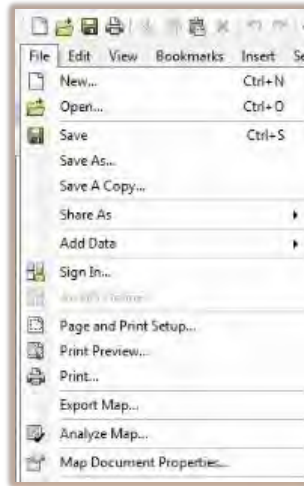 File Edit View Bookmarks Insert Se
New... Ctrl+N
Open... Ctrl+O
Save Ctrl+S
Save As...
Save A Copy...
Share As
Add Data
Sign In...
Page and Print Setup...
Print Preview...
Print...
Export Map...
Analyze Map...
Map Document Properties...